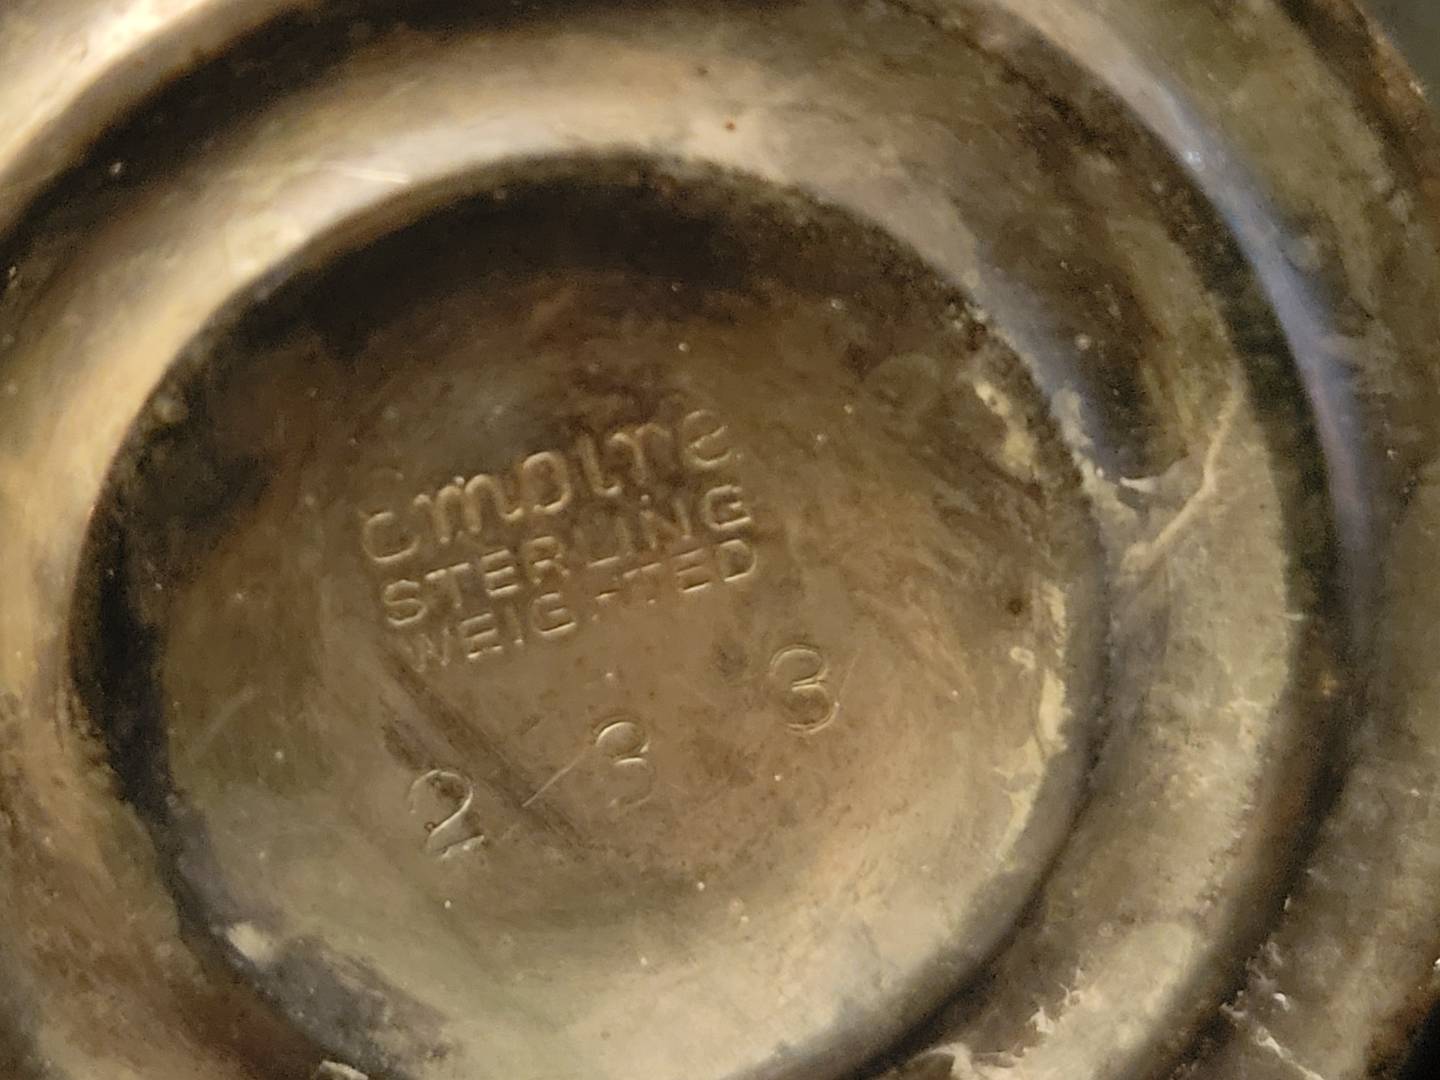 Empire
STERLING
WEIGHTED
2 3 3